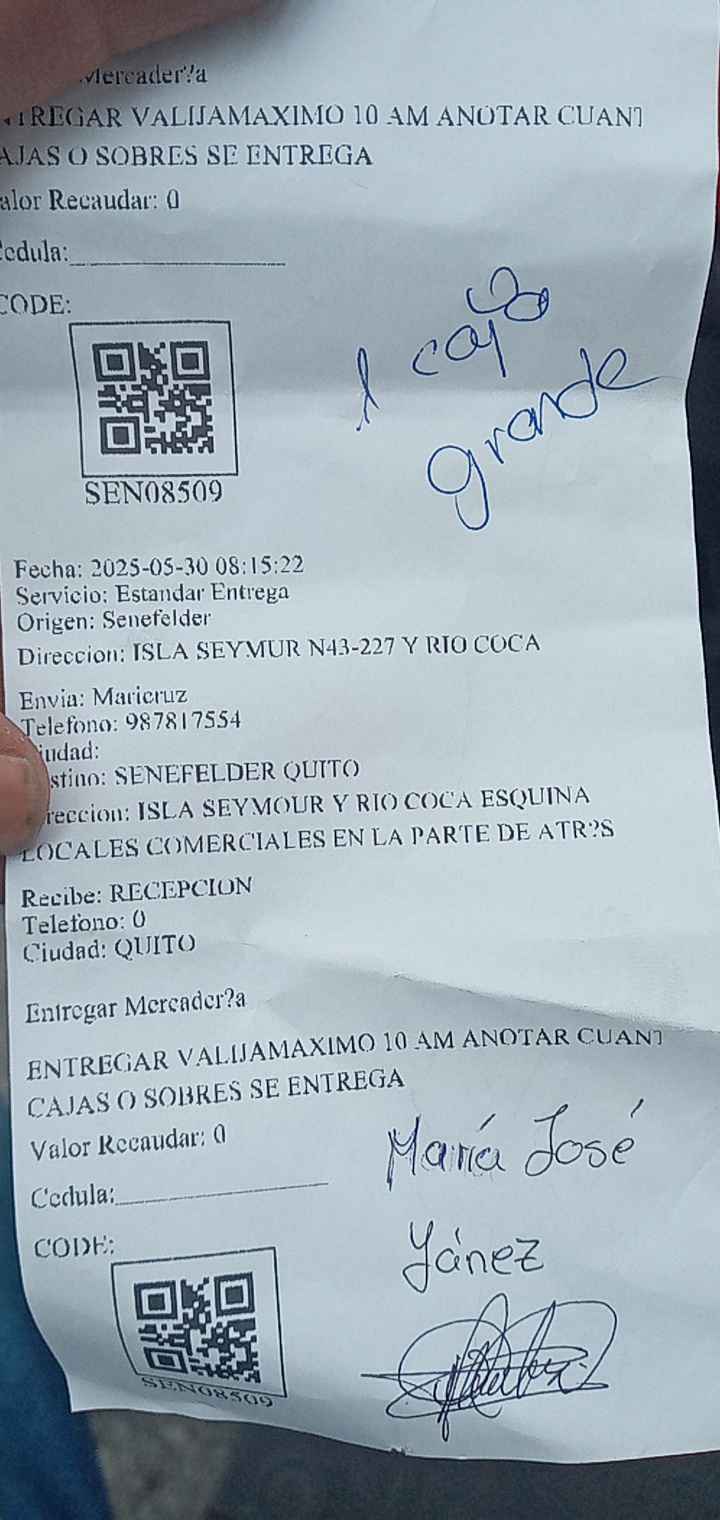 Mercader?a
TREGAR VALIJAMAXIMO 10 AM ANOTAR CUANT
AJAS O SOBRES SE ENTREGA
alor Recaudar: 0
Cedula:
CODE:
1 caja
grande
SEN08509
Fecha: 2025-05-30 08:15:22
Servicio: Estandar Entrega
Origen: Senefelder
Direccion: ISLA SEYMUR N43-227 Y RIO COCA
Envia: Maricruz
Telefono: 987817554
iudad:
stino: SENEFELDER QUITO
reccion: ISLA SEYMOUR Y RIO COCA ESQUINA
LOCALES COMERCIALES EN LA PARTE DE ATR?S
Recibe: RECEPCION
Telefono: 0
Ciudad: QUITO
Entregar Mercader?a
ENTREGAR VALIJAMAXIMO 10 AM ANOTAR CUANT
CAJAS O SOBRES SE ENTREGA
Valor Recaudar: 0
María José
Cedula:
Yánez
CODE:
SEN08509